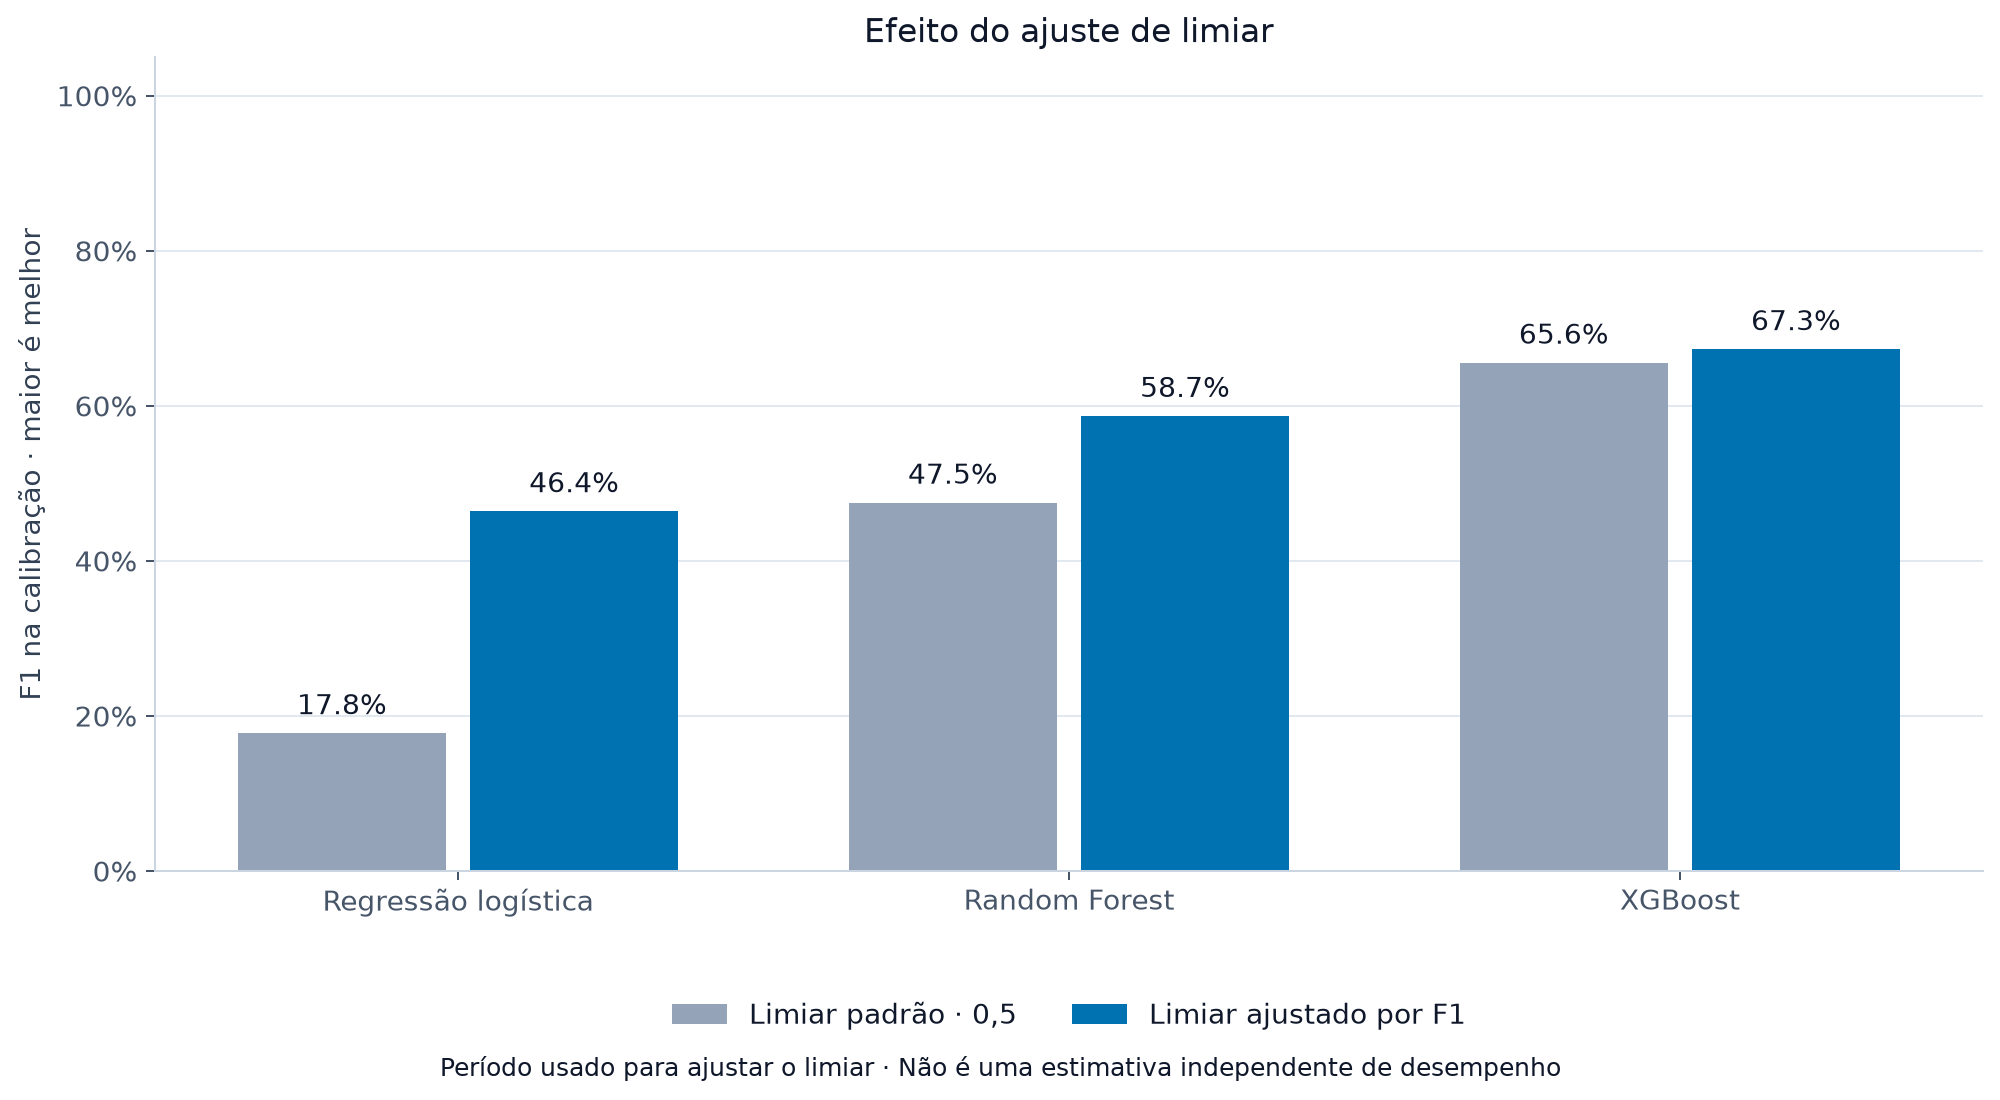 Efeito do ajuste de limiar
F1 na calibração · maior é melhor
100%
80%
60%
40%
20%
0%
17.8%
46.4%
47.5%
58.7%
65.6%
67.3%
Regressão logística
Random Forest
XGBoost
Limiar padrão · 0,5
Limiar ajustado por F1
Período usado para ajustar o limiar · Não é uma estimativa independente de desempenho